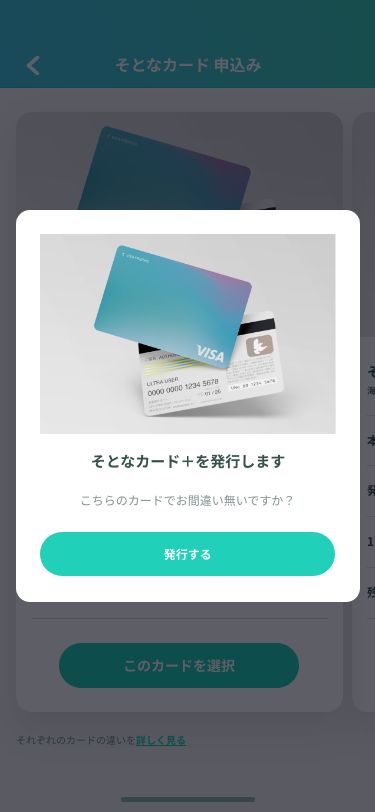 そとなカード 申込み
VISA
ULTRA USER
0000 0000 1234 5678
01/26
そとなカード＋を発行します
こちらのカードでお間違い無いですか？
発行する
このカードを選択
それぞれのカードの違いを詳しく見る